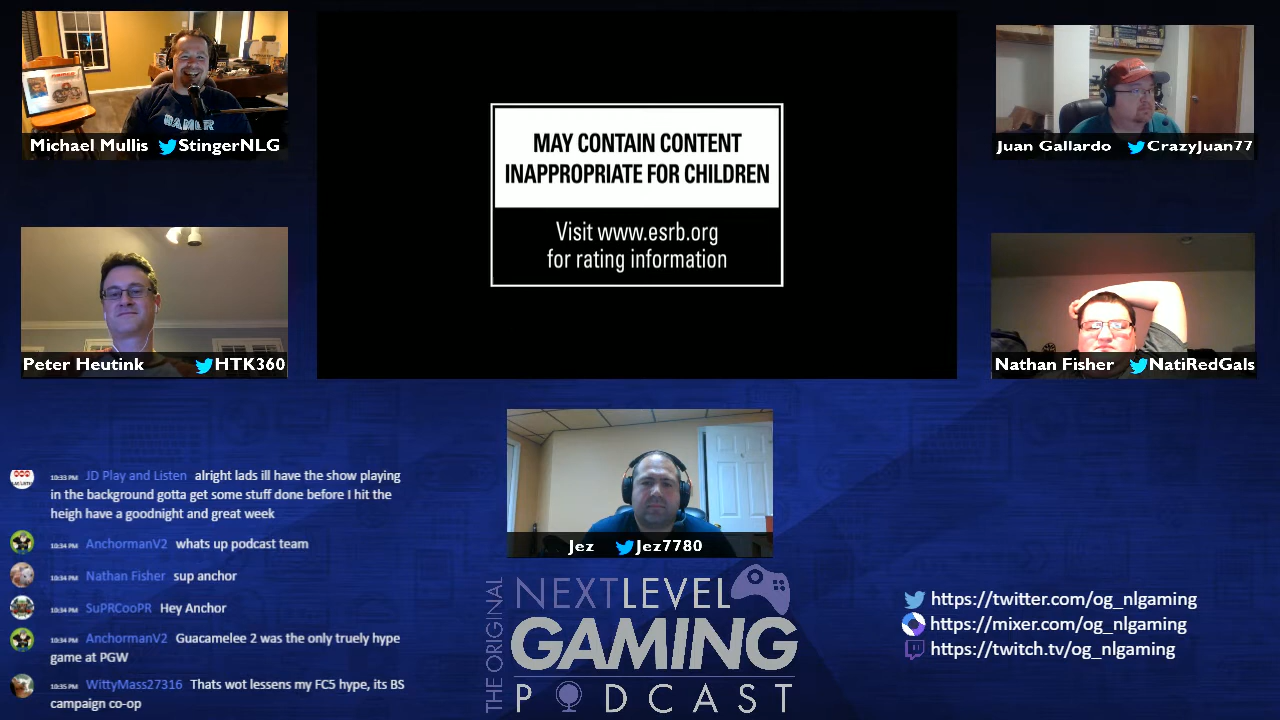 GAMER
Michael Mullis StingerNLG
MAY CONTAIN CONTENT
INAPPROPRIATE FOR CHILDREN
Visit www.esrb.org
for rating information
Juan Gallardo CrazyJuan77
Peter Heutink HTK360
Nathan Fisher NatiRedGals
Jez Jez7780
10:33 PM JD Play and Listen alright lads ill have the show playing
in the background gotta get some stuff done before I hit the
heigh have a goodnight and great week
10:34 PM AnchormanV2 whats up podcast team
10:34 PM Nathan Fisher sup anchor
10:34 PM SuPRCooPR Hey Anchor
10:34 PM AnchormanV2 Guacamelee 2 was the only truely hype
game at PGW
10:35 PM WittyMass27316 Thats wot lessens my FC5 hype, its BS
campaign co-op
THE ORIGINAL
NEXTLEVEL
GAMING
PODCAST
https://twitter.com/og_nlgaming
https://mixer.com/og_nlgaming
https://twitch.tv/og_nlgaming